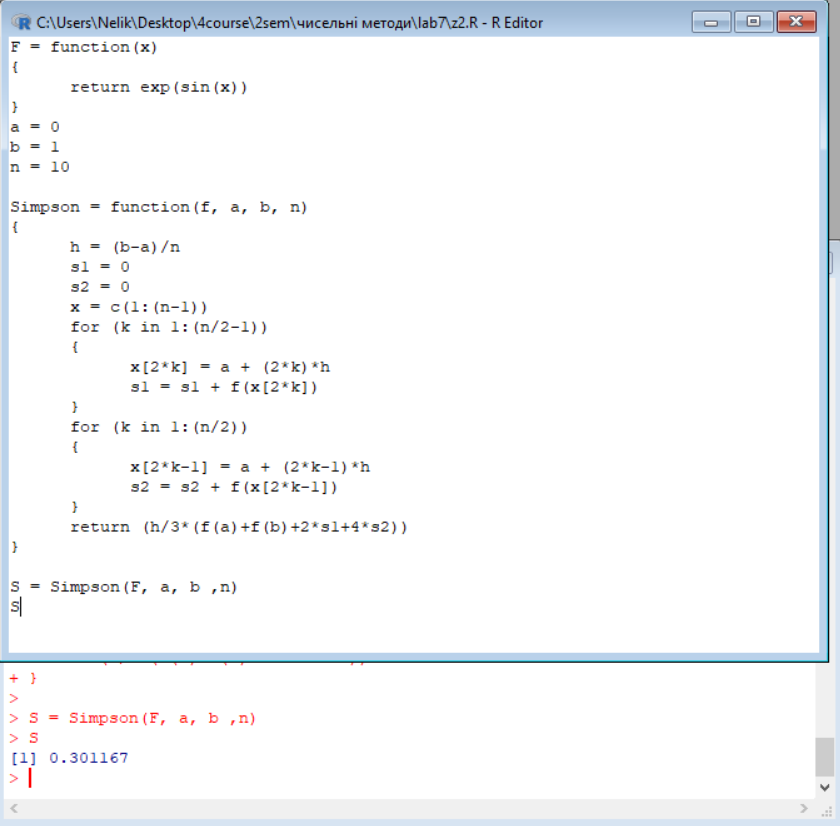 C:\Users\Nelik\Desktop\4course\2sem\чисельні методи\lab7\z2.R - R Editor
F = function(x)
{
      return exp(sin(x))
}
a = 0
b = 1
n = 10

Simpson = function(f, a, b, n)
{
      h = (b-a)/n
      s1 = 0
      s2 = 0
      x = c(1:(n-1))
      for (k in 1:(n/2-1))
      {
            x[2*k] = a + (2*k)*h
            s1 = s1 + f(x[2*k])
      }
      for (k in 1:(n/2))
      {
            x[2*k-1] = a + (2*k-1)*h
            s2 = s2 + f(x[2*k-1])
      }
      return (h/3*(f(a)+f(b)+2*s1+4*s2))
}

S = Simpson(F, a, b ,n)
S
+ }
>
> S = Simpson(F, a, b ,n)
> S
[1] 0.301167
>